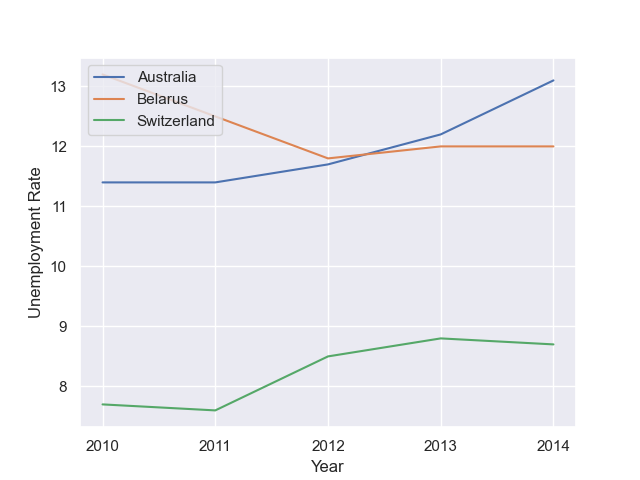 Australia
Belarus
Switzerland
13
12
11
10
9
8
Unemployment Rate
2010 2011 2012 2013 2014
Year